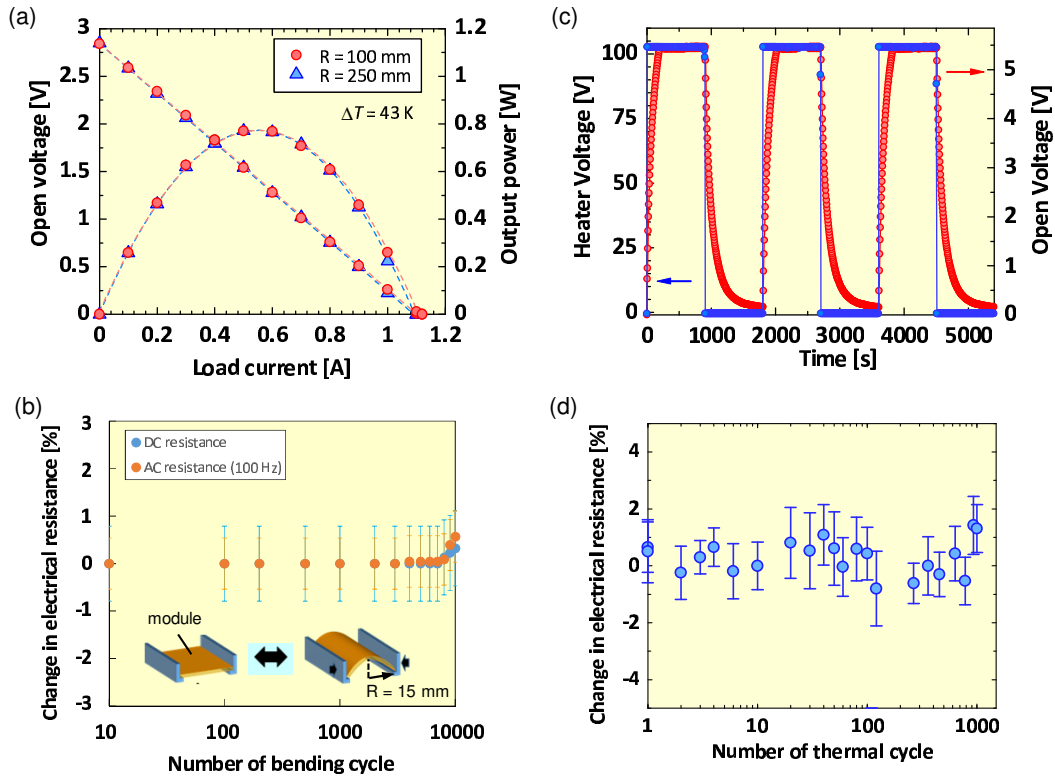 (a)
3
2.5
2
1.5
1
0.5
0
Open voltage [V]
1.2
1
0.8
0.6
0.4
0.2
0
Output power [W]
R = 100 mm
R = 250 mm
ΔT = 43 K
0 0.2 0.4 0.6 0.8 1.0 1.2
Load current [A]
(c)
100
75
50
25
0
Heater Voltage [V]
5
4
3
2
1
0
Open Voltage [V]
0 1000 2000 3000 4000 5000
Time [s]
(b)
3
2
1
0
-1
-2
-3
Change in electrical resistance [%]
DC resistance
AC resistance (100 Hz)
module
R = 15 mm
10 100 1000 10000
Number of bending cycle
(d)
4
2
0
-2
-4
Change in electrical resistance [%]
1 10 100 1000
Number of thermal cycle